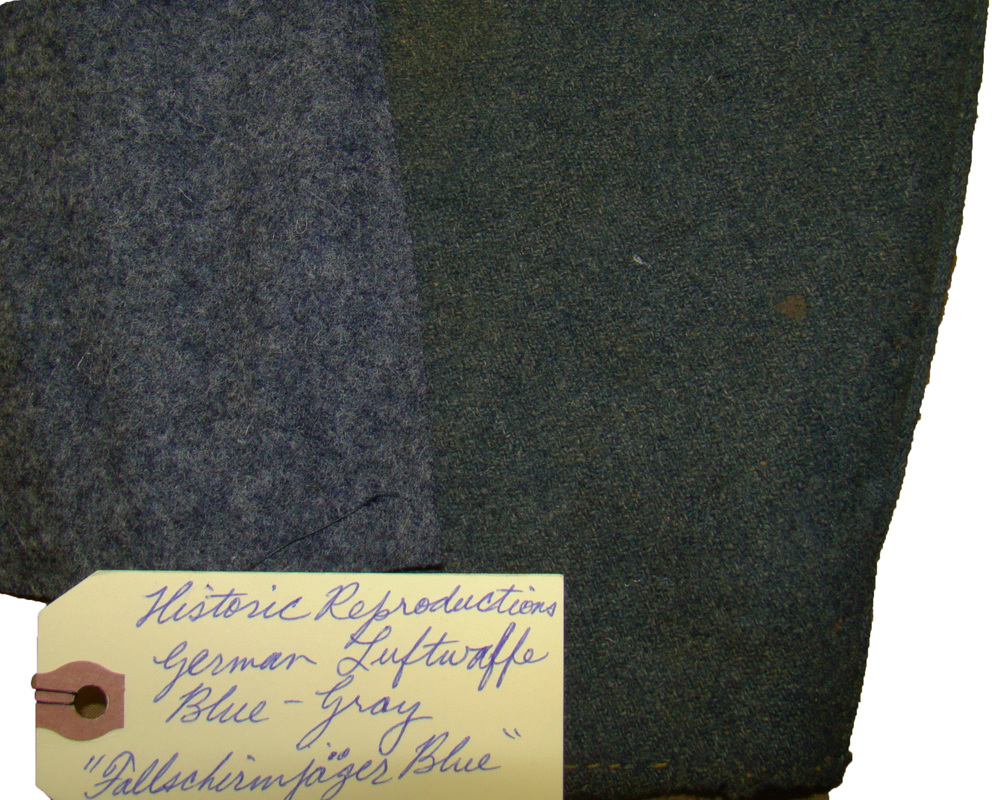 Historic Reproductions
German Luftwaffe
Blue - Gray
"Fallschirmjäger Blue"